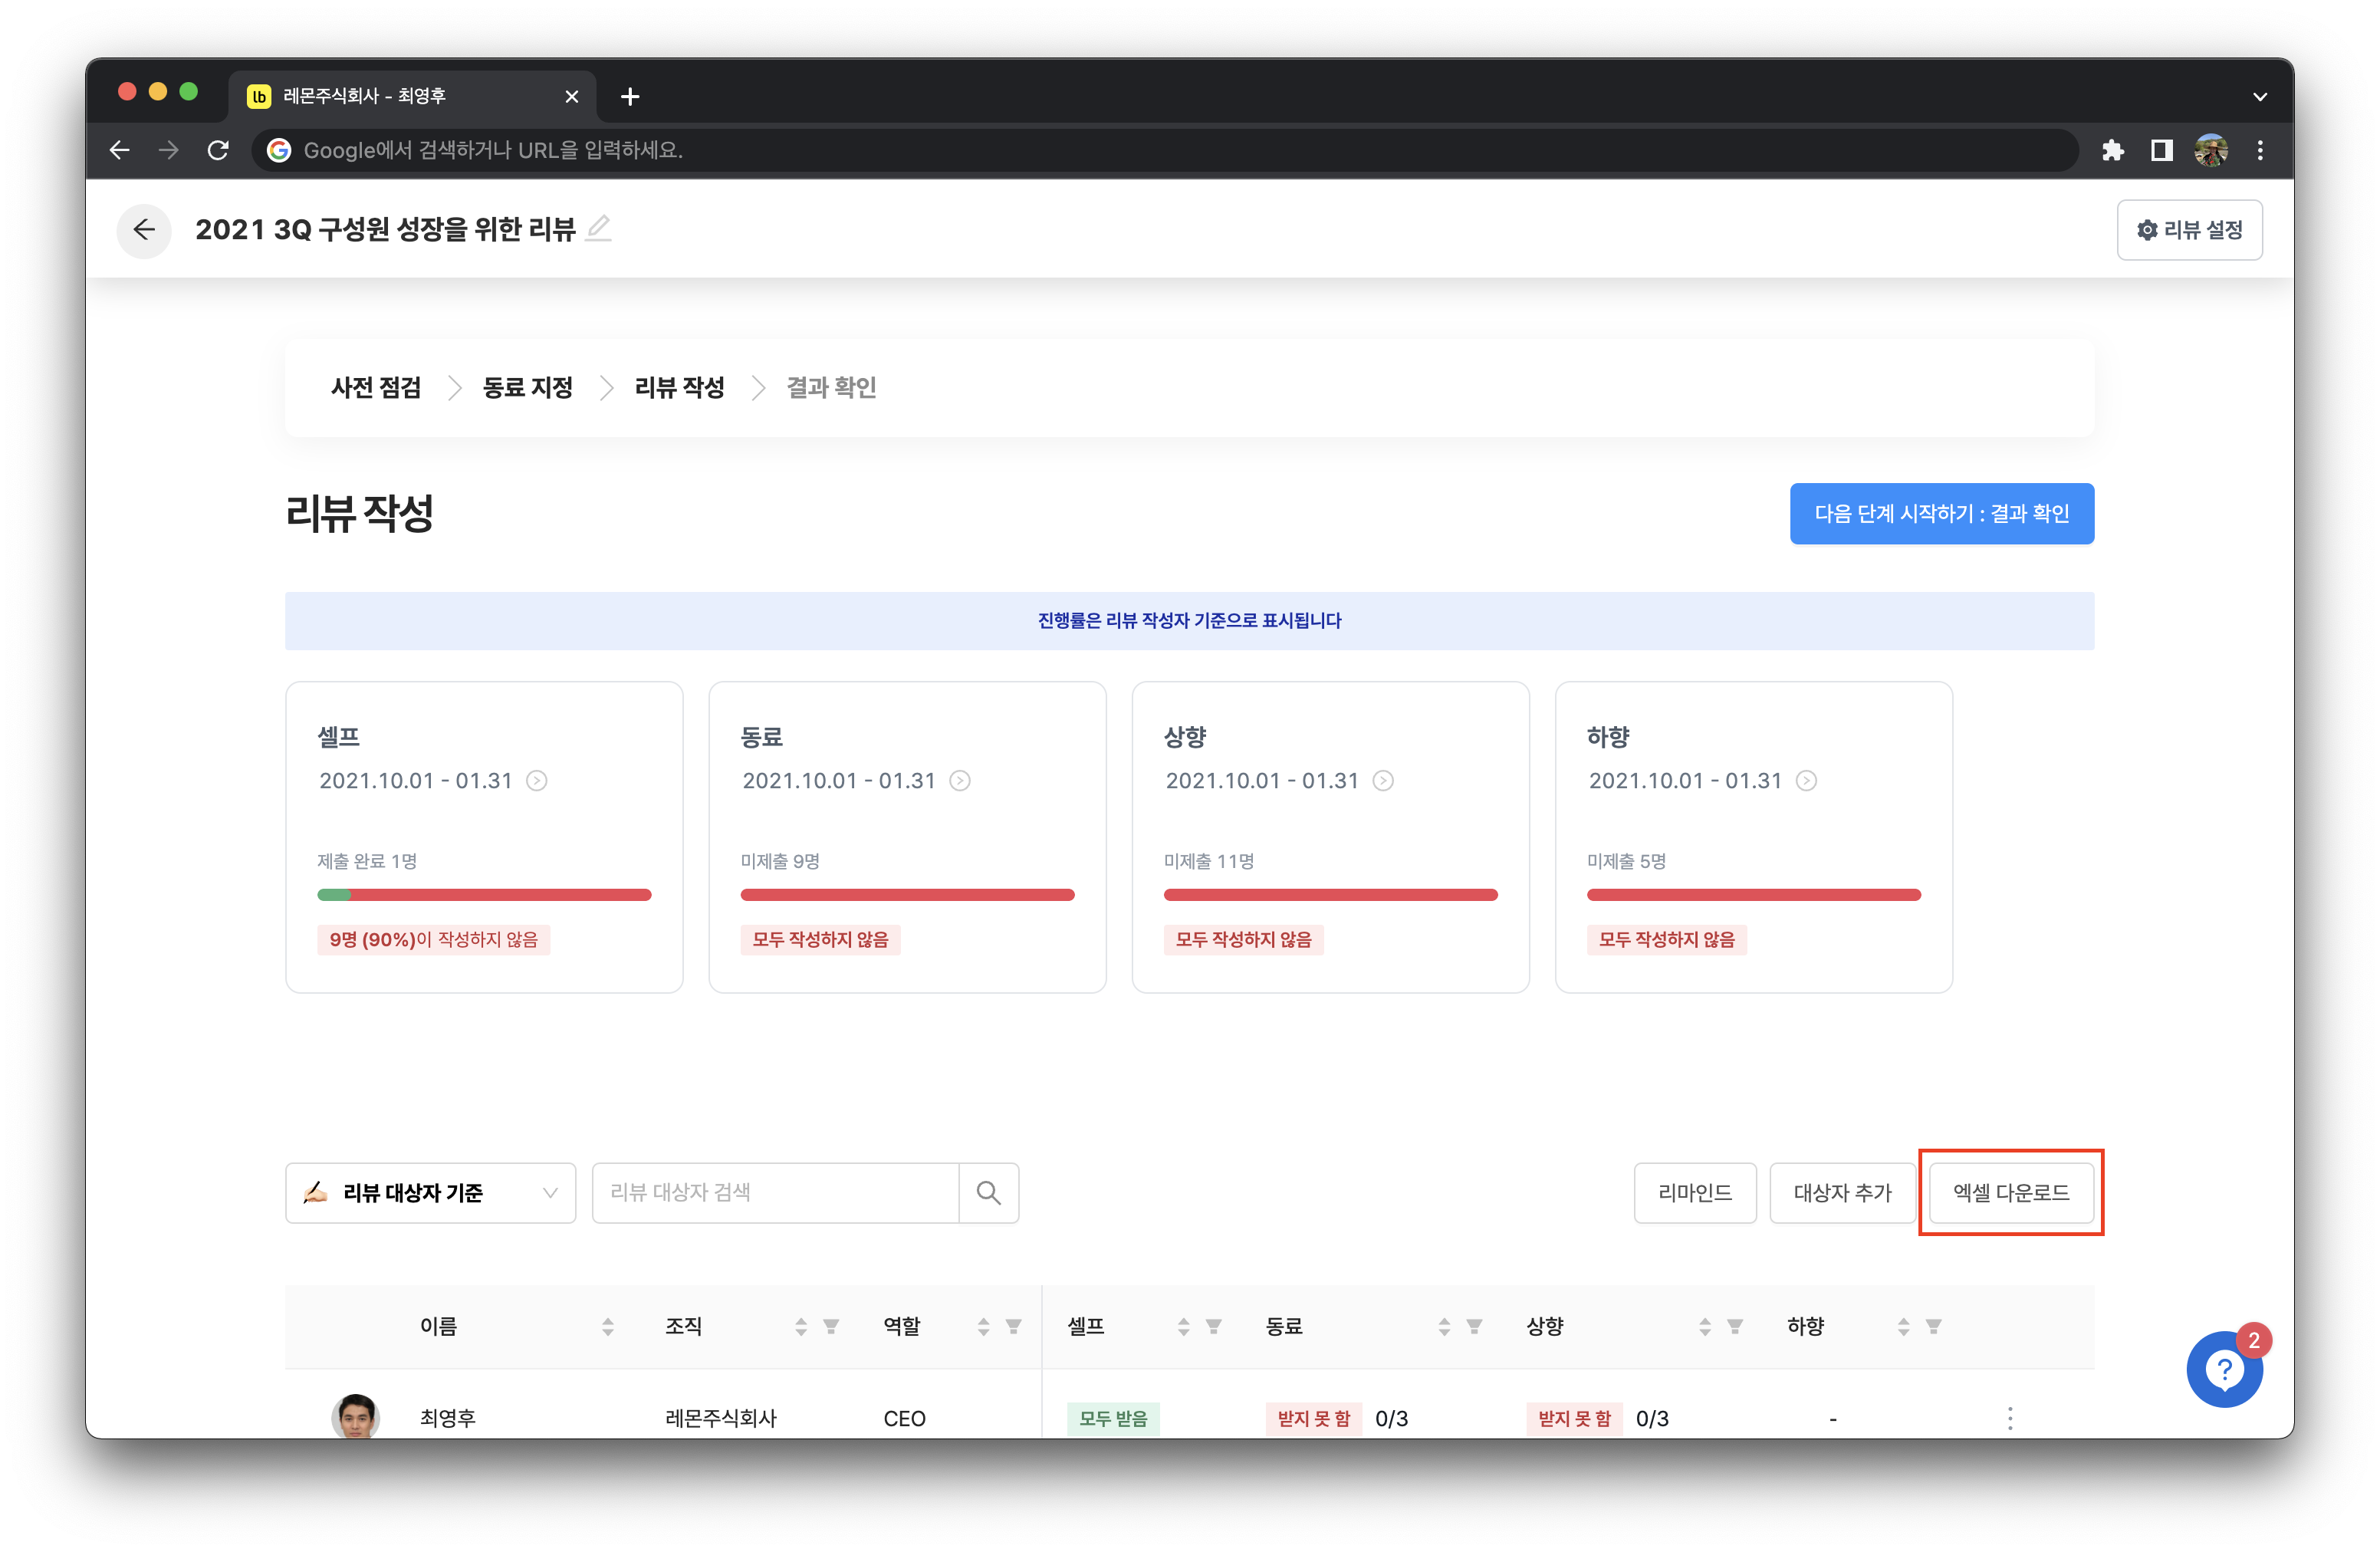 lb 레몬주식회사 - 최영후
Google에서 검색하거나 URL을 입력하세요.
2021 3Q 구성원 성장을 위한 리뷰
리뷰 설정
사전 점검 동료 지정 리뷰 작성 결과 확인
리뷰 작성
다음 단계 시작하기 : 결과 확인
진행률은 리뷰 작성자 기준으로 표시됩니다
셀프
2021.10.01 - 01.31
제출 완료 1명
9명 (90%)이 작성하지 않음
동료
2021.10.01 - 01.31
미제출 9명
모두 작성하지 않음
상향
2021.10.01 - 01.31
미제출 11명
모두 작성하지 않음
하향
2021.10.01 - 01.31
미제출 5명
모두 작성하지 않음
리뷰 대상자 기준
리뷰 대상자 검색
리마인드
대상자 추가
엑셀 다운로드
이름 조직 역할 셀프 동료 상향 하향
최영후 레몬주식회사 CEO 모두 받음 받지 못 함 0/3 받지 못 함 0/3 -
2
?